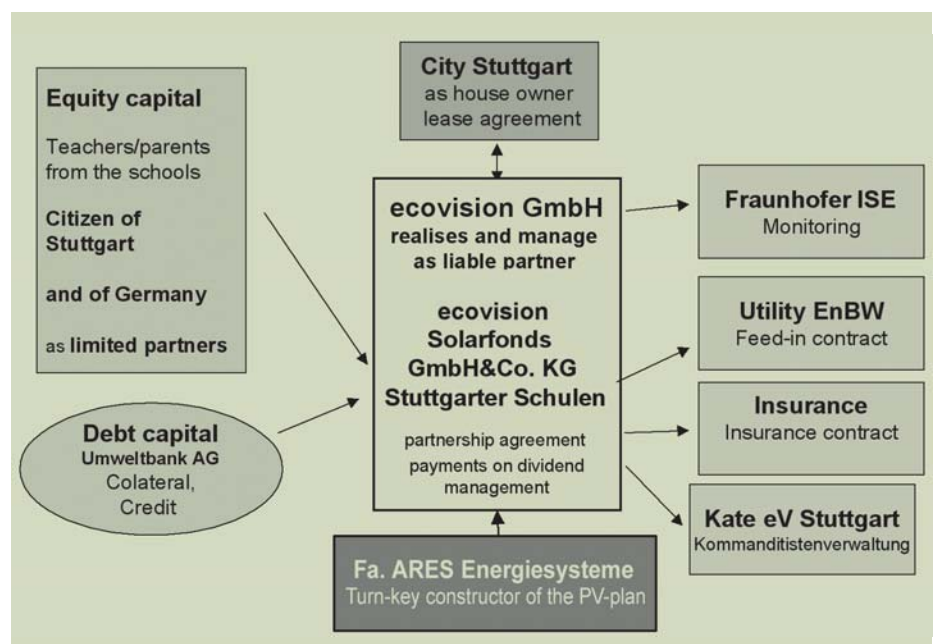 Equity capital
Teachers/parents
from the schools
Citizen of
Stuttgart
and of Germany
as limited partners
Debt capital
Umweltbank AG
Colateral,
Credit
City Stuttgart
as house owner
lease agreement
ecovision GmbH
realises and manage
as liable partner
ecovision
Solarfonds
GmbH&Co. KG
Stuttgarter Schulen
partnership agreement
payments on dividend
management
Fa. ARES Energiesysteme
Turn-key constructor of the PV-plan
Fraunhofer ISE
Monitoring
Utility EnBW
Feed-in contract
Insurance
Insurance contract
Kate eV Stuttgart
Kommanditistenverwaltung